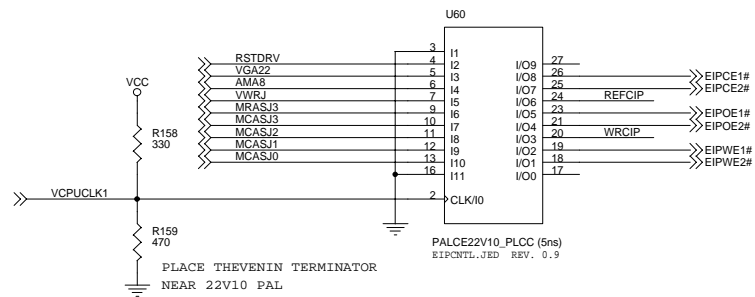 U60
3 I1
RSTDRV 4 I2 I/O9 27
VGA22 5 I3 I/O8 26 EIPCE1#
AMA8 6 I4 I/O7 25 EIPCE2#
VWRJ 7 I5 I/O6 24 REFCIP
MRASJ3 9 I6 I/O5 23 EIPOE1#
MCASJ3 10 I7 I/O4 21 EIPOE2#
MCASJ2 11 I8 I/O3 20 WRCIP
MCASJ1 12 I9 I/O2 19 EIPWE1#
MCASJ0 13 I10 I/O1 18 EIPWE2#
16 I11 I/O0 17
VCC
R158
330
VCPUCLK1 2 CLK/I0
R159
470
PALCE22V10_PLCC (5ns)
EIPCNTL.JED REV. 0.9
PLACE THEVENIN TERMINATOR
NEAR 22V10 PAL